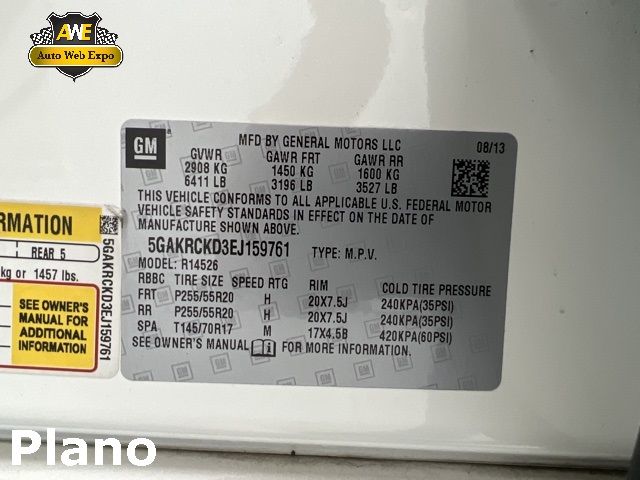 AWE
Auto Web Expo
GM
MFD BY GENERAL MOTORS LLC
08/13
GVWR GAWR FRT GAWR RR
2908 KG 1450 KG 1600 KG
6411 LB 3196 LB 3527 LB
THIS VEHICLE CONFORMS TO ALL APPLICABLE U.S. FEDERAL MOTOR
VEHICLE SAFETY STANDARDS IN EFFECT ON THE DATE OF
MANUFACTURE SHOWN ABOVE.
5GAKRCKD3EJ159761 TYPE: M.P.V.
MODEL: R14526
RBBC TIRE SIZE SPEED RTG RIM COLD TIRE PRESSURE
FRT P255/55R20 H 20X7.5J 240KPA(35PSI)
RR P255/55R20 H 20X7.5J 240KPA(35PSI)
SPA T145/70R17 M 17X4.5B 420KPA(60PSI)
SEE OWNER'S MANUAL FOR MORE INFORMATION.
REAR 5
kg or 1457 lbs.
SEE OWNER'S
MANUAL FOR
ADDITIONAL
INFORMATION
5GAKRCKD3EJ159761
Plano